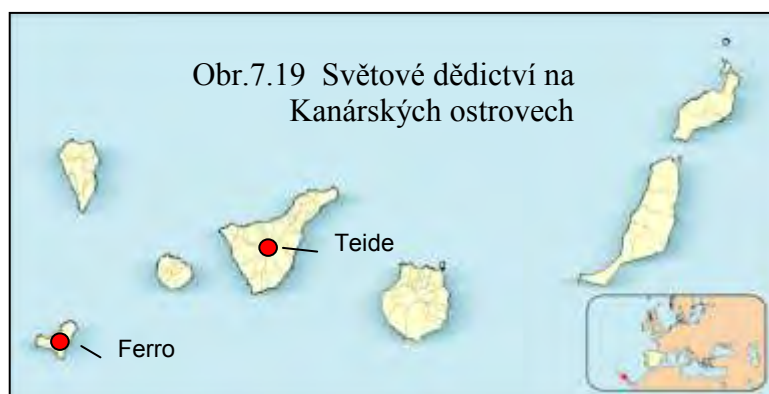 Obr.7.19 Světové dědictví na
Kanárských ostrovech
Teide
Ferro